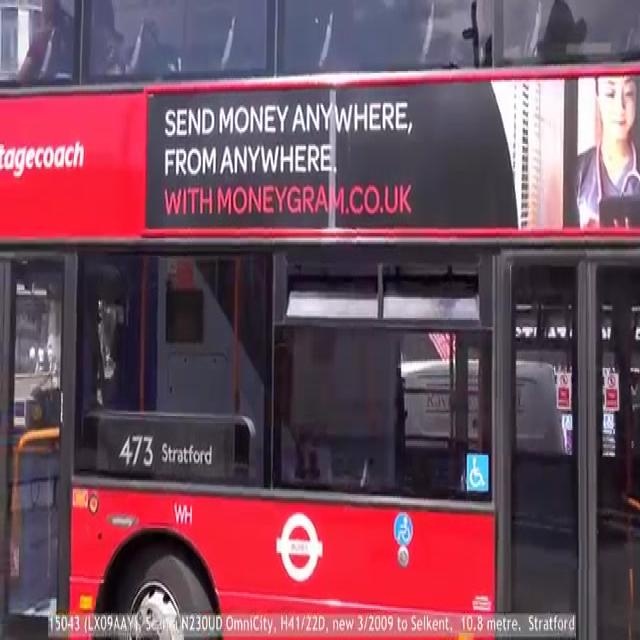 SEND MONEY ANYWHERE,
FROM ANYWHERE.
WITH MONEYGRAM.CO.UK
tagecoach
473 Stratford
WH
15043 (LX09AAY), Scania N230UD OmniCity, H41/22D, new 3/2009 to Selkent, 10.8 metre. Stratford